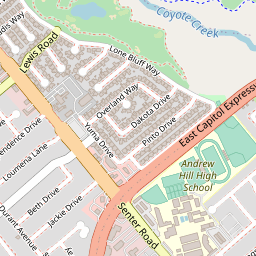 Coyote Creek
Lewis Road
Lone Bluff Way
Overland Way
Dakota Drive
Pinto Drive
East Capitol Express
Yuma Drive
Loumena Lane
Andrew
Hill High
School
Beth Drive
Jackie Drive
Senter Road
Durant Avenue